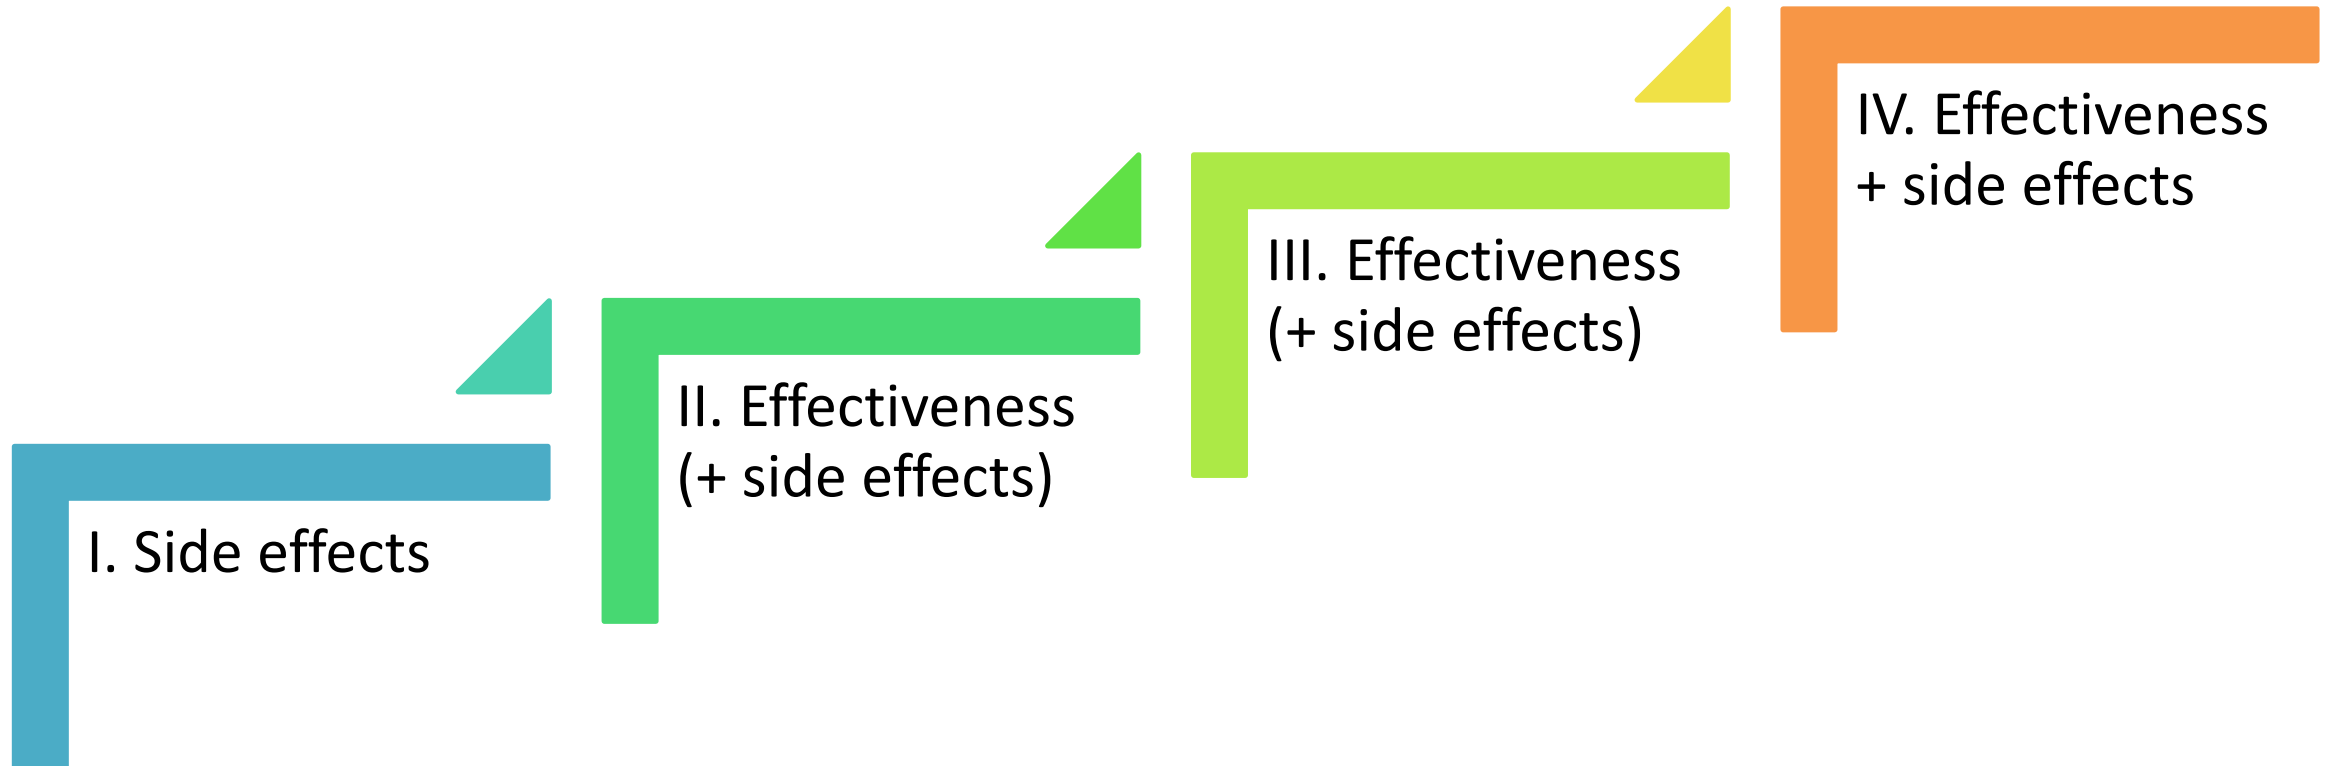 I. Side effects
II. Effectiveness
(+ side effects)
III. Effectiveness
(+ side effects)
IV. Effectiveness
+ side effects